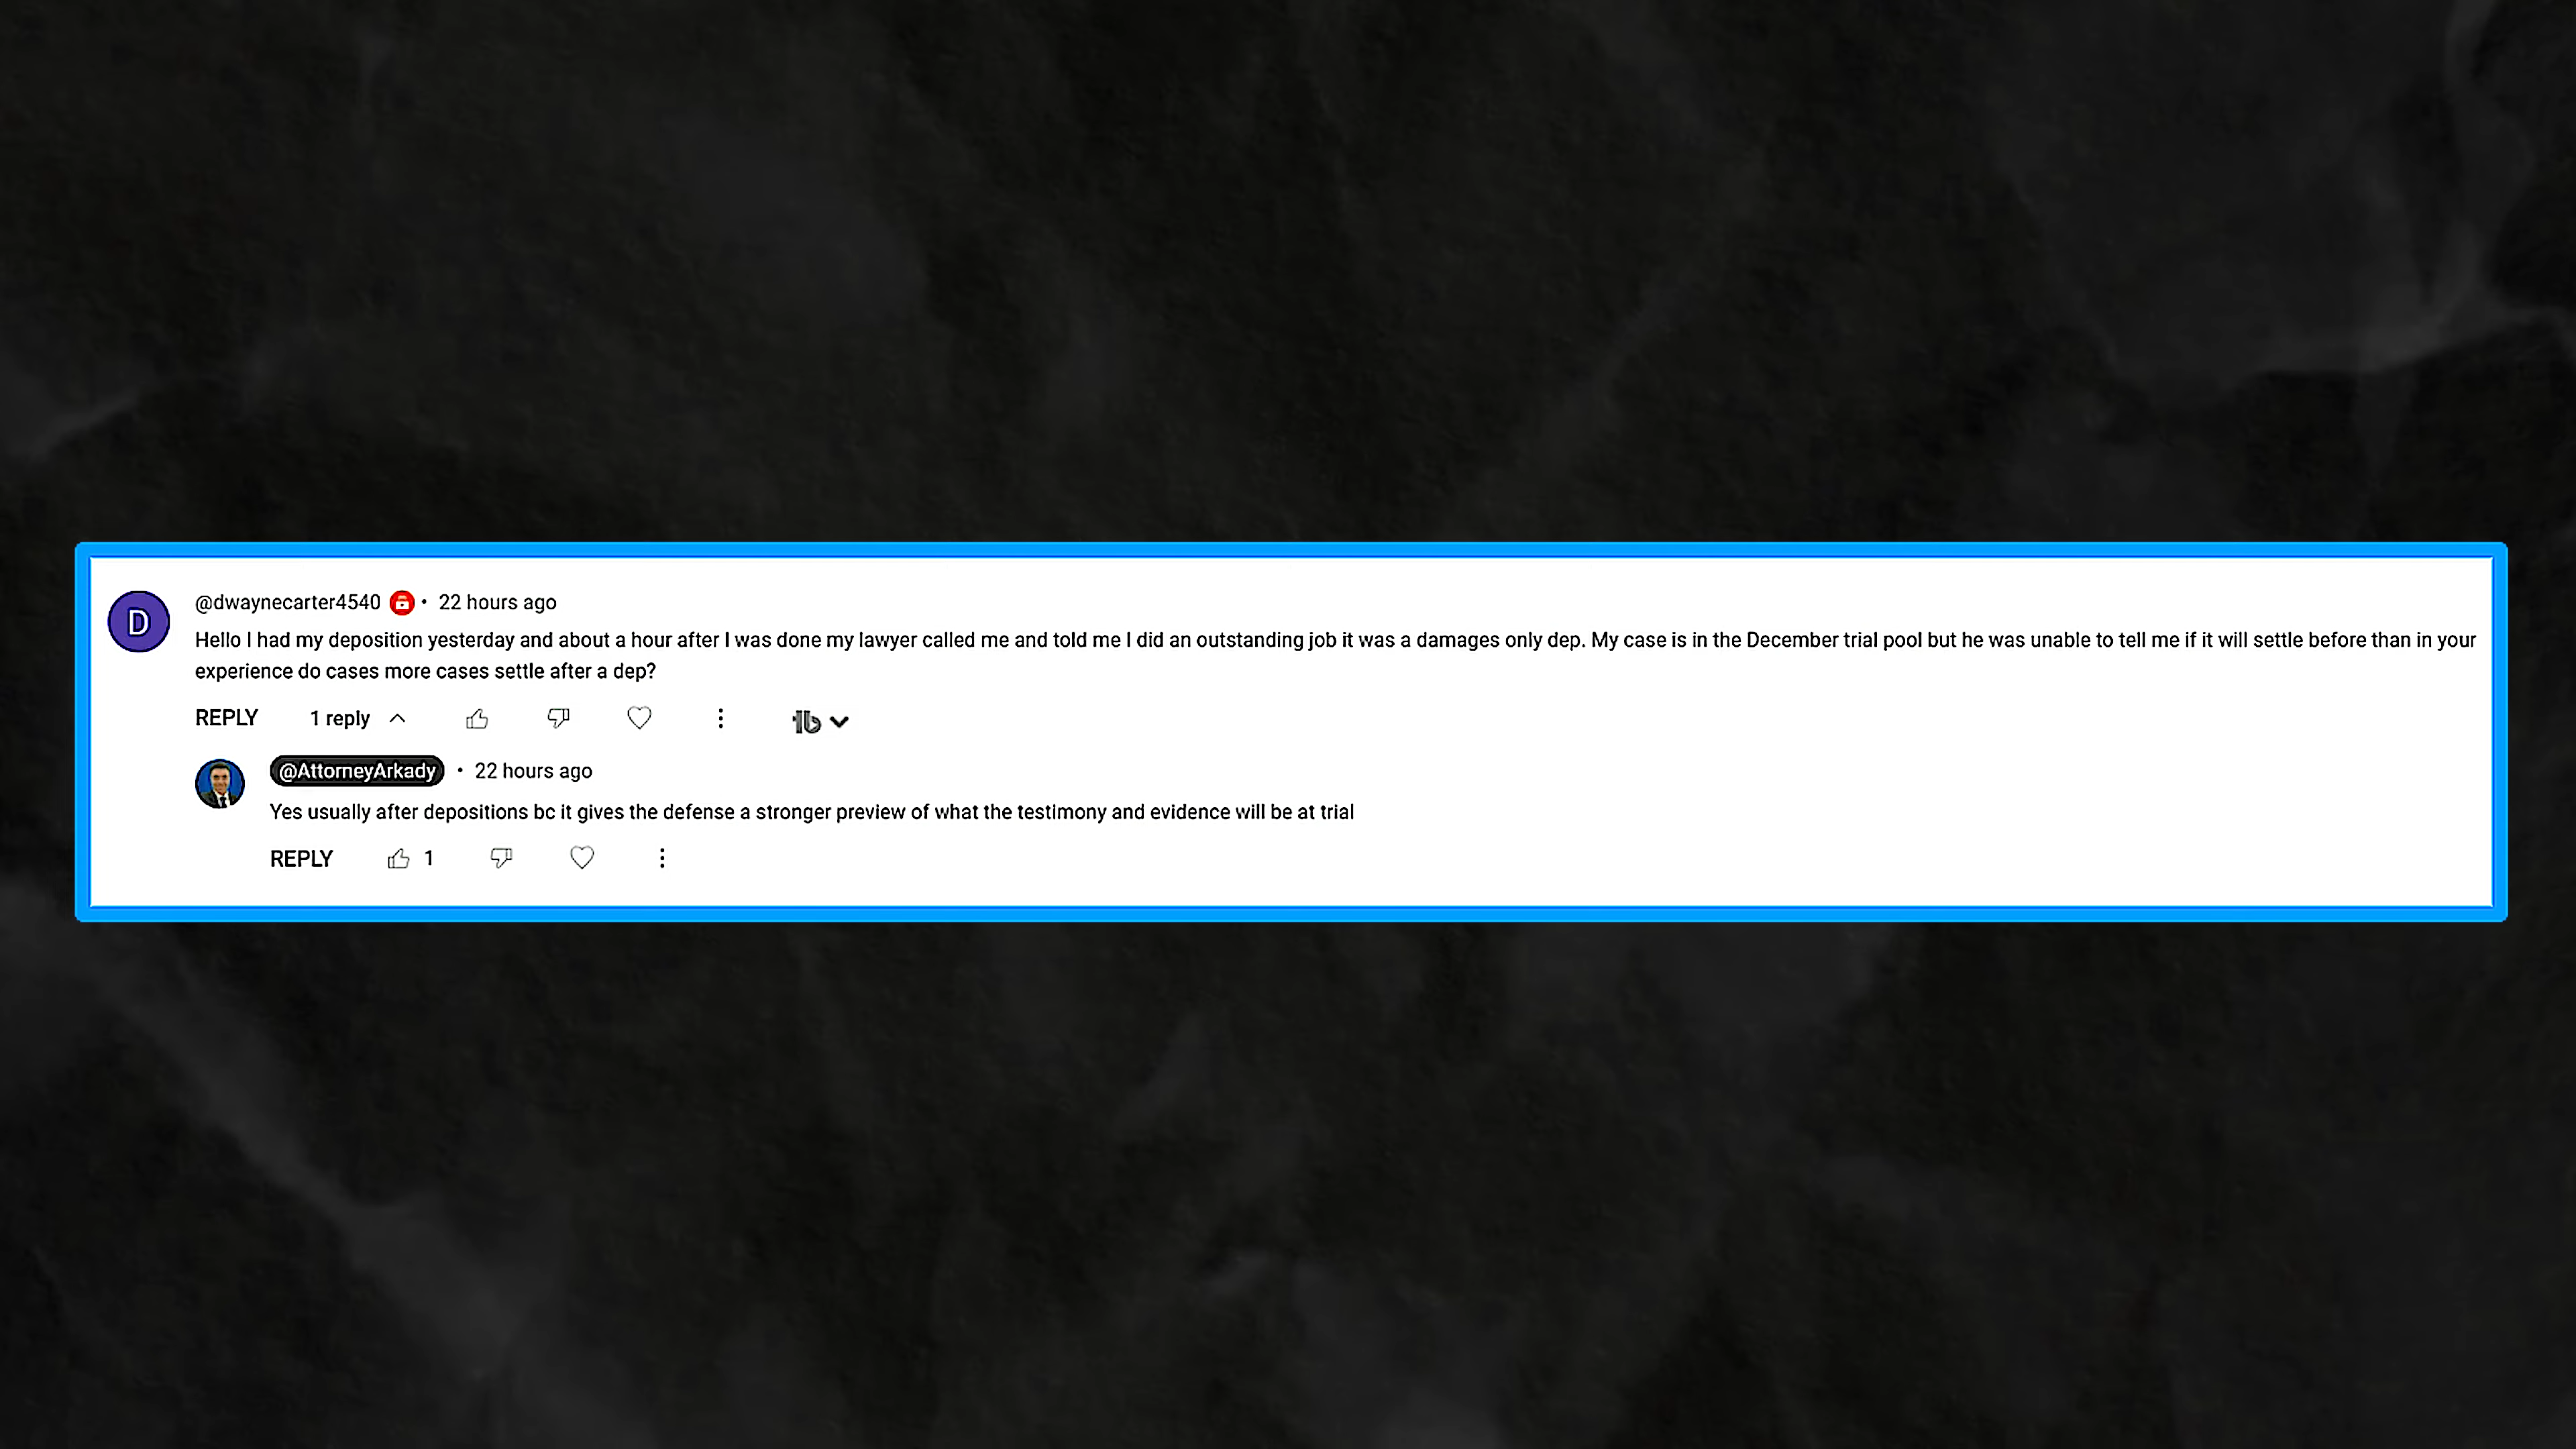 D
@dwaynecarter4540 • 22 hours ago
Hello I had my deposition yesterday and about a hour after I was done my lawyer called me and told me I did an outstanding job it was a damages only dep. My case is in the December trial pool but he was unable to tell me if it will settle before than in your
experience do cases more cases settle after a dep?
REPLY 1 reply
@AttorneyArkady • 22 hours ago
Yes usually after depositions bc it gives the defense a stronger preview of what the testimony and evidence will be at trial
REPLY 1